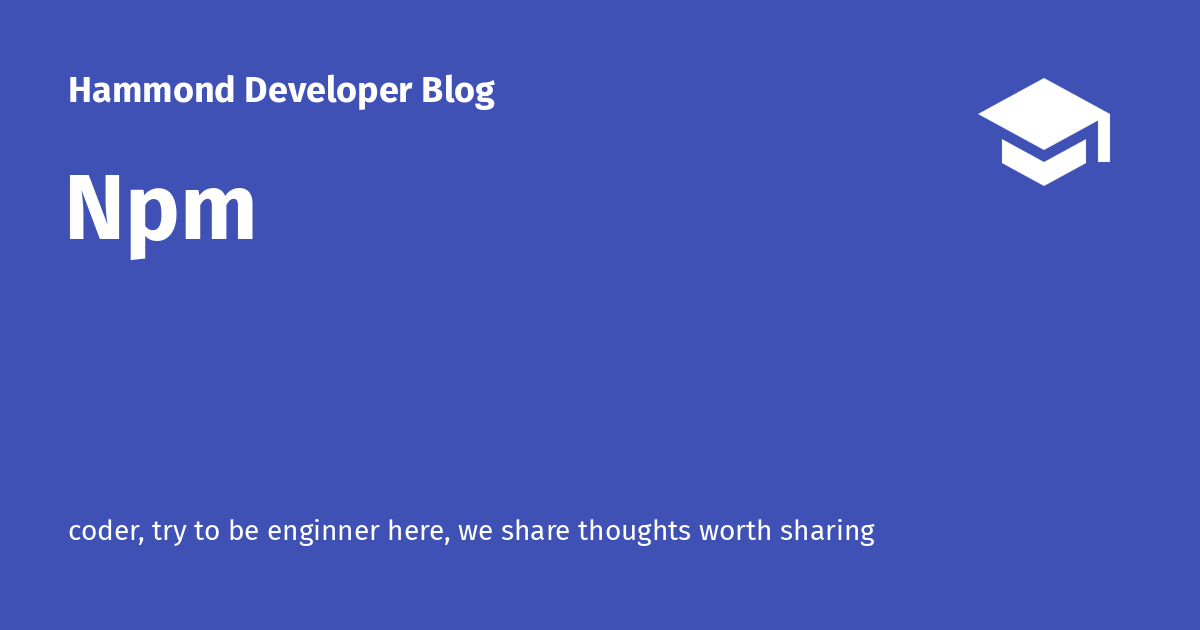 Hammond Developer Blog
Npm
coder, try to be enginner here, we share thoughts worth sharing